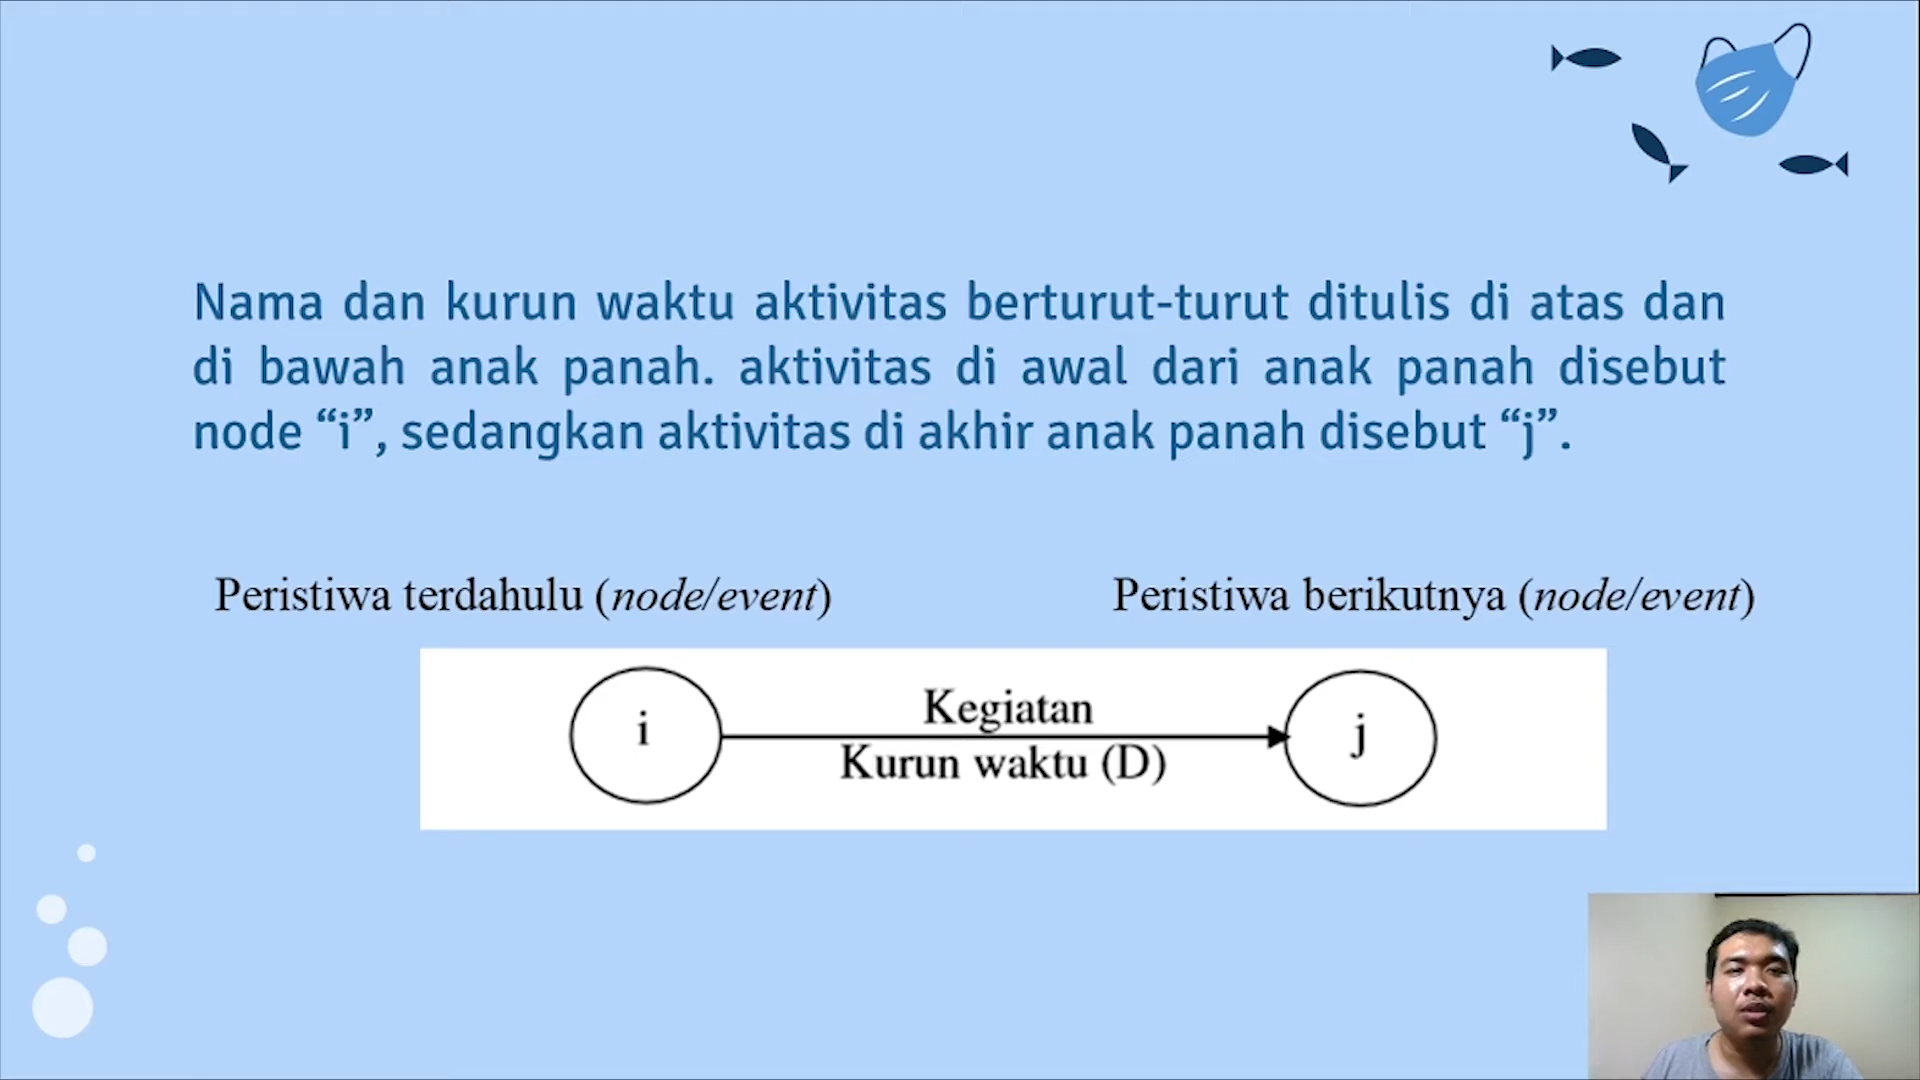 Nama dan kurun waktu aktivitas berturut-turut ditulis di atas dan
di bawah anak panah. aktivitas di awal dari anak panah disebut
node “i”, sedangkan aktivitas di akhir anak panah disebut “j”.
Peristiwa terdahulu (node/event)
Peristiwa berikutnya (node/event)
i
Kegiatan
Kurun waktu (D)
j